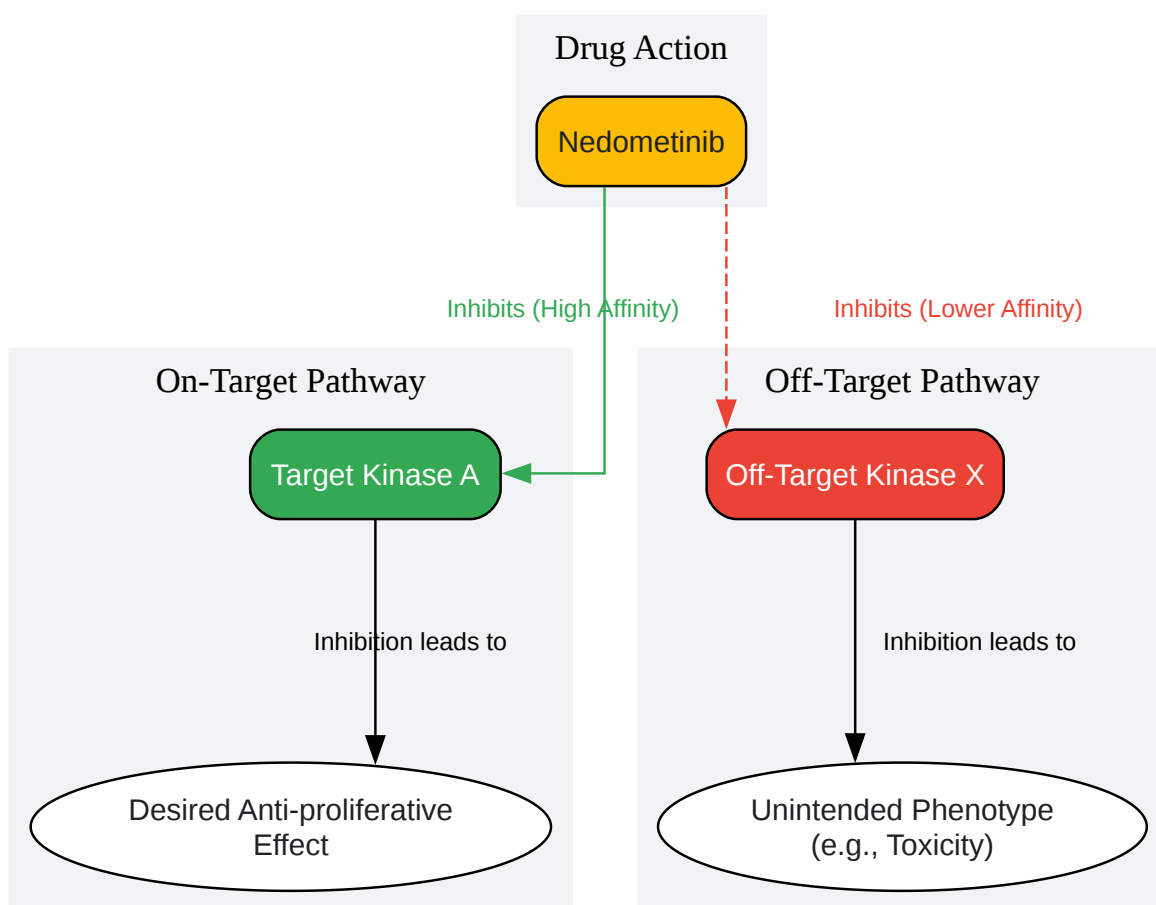 Drug Action
Nedometinib
Inhibits (High Affinity)
Inhibits (Lower Affinity)
On-Target Pathway
Off-Target Pathway
Target Kinase A
Off-Target Kinase X
Inhibition leads to
Inhibition leads to
Desired Anti-proliferative
Effect
Unintended Phenotype
(e.g., Toxicity)